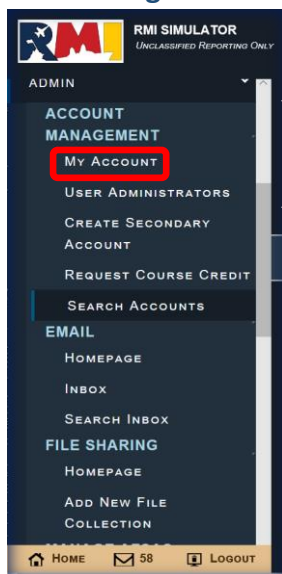 RMI
RMI SIMULATOR
UNCLASSIFIED REPORTING ONLY
ADMIN
ACCOUNT
MANAGEMENT
MY ACCOUNT
USER ADMINISTRATORS
CREATE SECONDARY
ACCOUNT
REQUEST COURSE CREDIT
SEARCH ACCOUNTS
EMAIL
HOMEPAGE
INBOX
SEARCH INBOX
FILE SHARING
HOMEPAGE
ADD NEW FILE
COLLECTION
HOME 58 LOGOUT